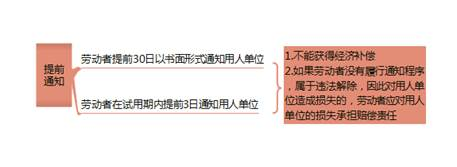 提前
通知
劳动者提前30日以书面形式通知用人单位
劳动者在试用期内提前3日通知用人单位
1.不能获得经济补偿
2.如果劳动者没有履行通知程序
，属于违法解除，因此对用人单
位造成损失的，劳动者应对用人
单位的损失承担赔偿责任